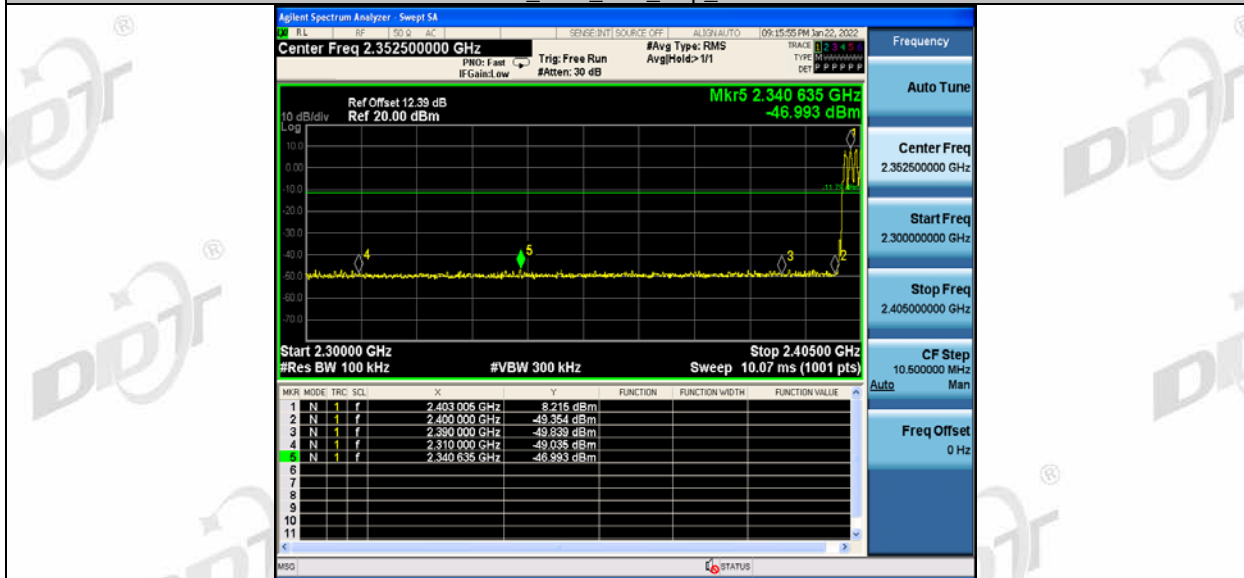 Agilent Spectrum Analyzer - Swept SA
RL RF 50 Ω AC SENSE:INT SOURCE OFF ALIGNAUTO 09:15:55 PM Jan 22, 2022
Center Freq 2.352500000 GHz
PNO: Fast
IFGain:Low
Trig: Free Run
#Atten: 30 dB
#Avg Type: RMS
Avg|Hold:> 1/1
TRACE 1 2 3 4 5 6
TYPE M
DET P P P P P P
Frequency
Auto Tune
Center Freq
2.352500000 GHz
Start Freq
2.300000000 GHz
Stop Freq
2.405000000 GHz
CF Step
10.500000 MHz
Auto Man
Freq Offset
0 Hz
Mkr5 2.340 635 GHz
-46.993 dBm
Ref Offset 12.39 dB
10 dB/div Ref 20.00 dBm
Log
10.0
0.00
-10.0
-20.0
-30.0
-40.0
-50.0
-60.0
-70.0
4
5
3
2
Start 2.30000 GHz Stop 2.40500 GHz
#Res BW 100 kHz #VBW 300 kHz Sweep 10.07 ms (1001 pts)
MKR MODE TRC SCL X Y FUNCTION FUNCTION WIDTH FUNCTION VALUE
1 N 1 f 2.403 005 GHz 8.215 dBm
2 N 1 f 2.400 000 GHz -49.354 dBm
3 N 1 f 2.390 000 GHz -49.839 dBm
4 N 1 f 2.310 000 GHz -49.035 dBm
5 N 1 f 2.340 635 GHz -46.993 dBm
6
7
8
9
10
11
MSG STATUS
DDT ®